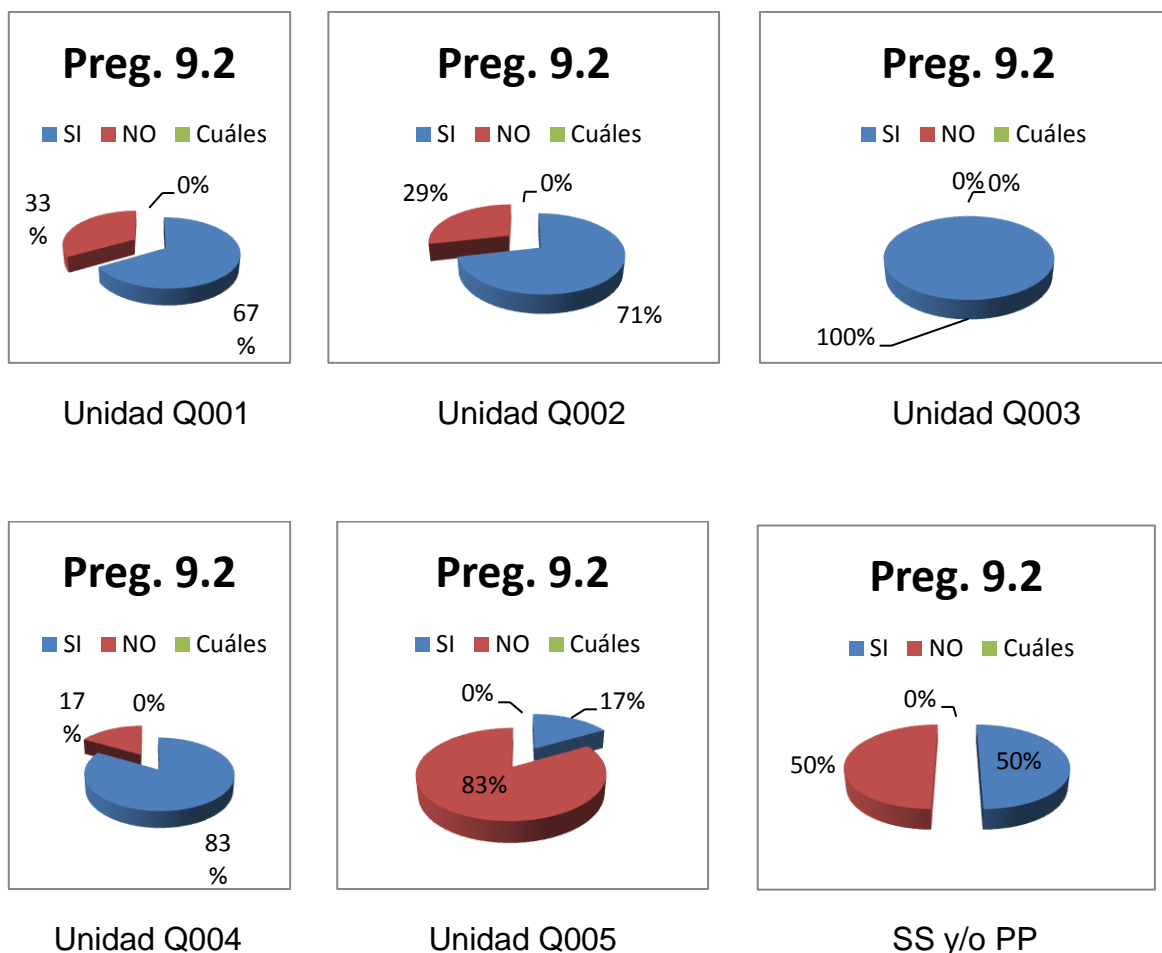 Preg. 9.2
SI NO Cuáles
0%
33
%
67
%
Unidad Q001
Preg. 9.2
SI NO Cuáles
29%
0%
71%
Unidad Q002
Preg. 9.2
SI NO Cuáles
0% 0%
100%
Unidad Q003
Preg. 9.2
SI NO Cuáles
17
%
0%
83
%
Unidad Q004
Preg. 9.2
SI NO Cuáles
0%
17%
83%
Unidad Q005
Preg. 9.2
SI NO Cuáles
0%
50%
50%
SS y/o PP